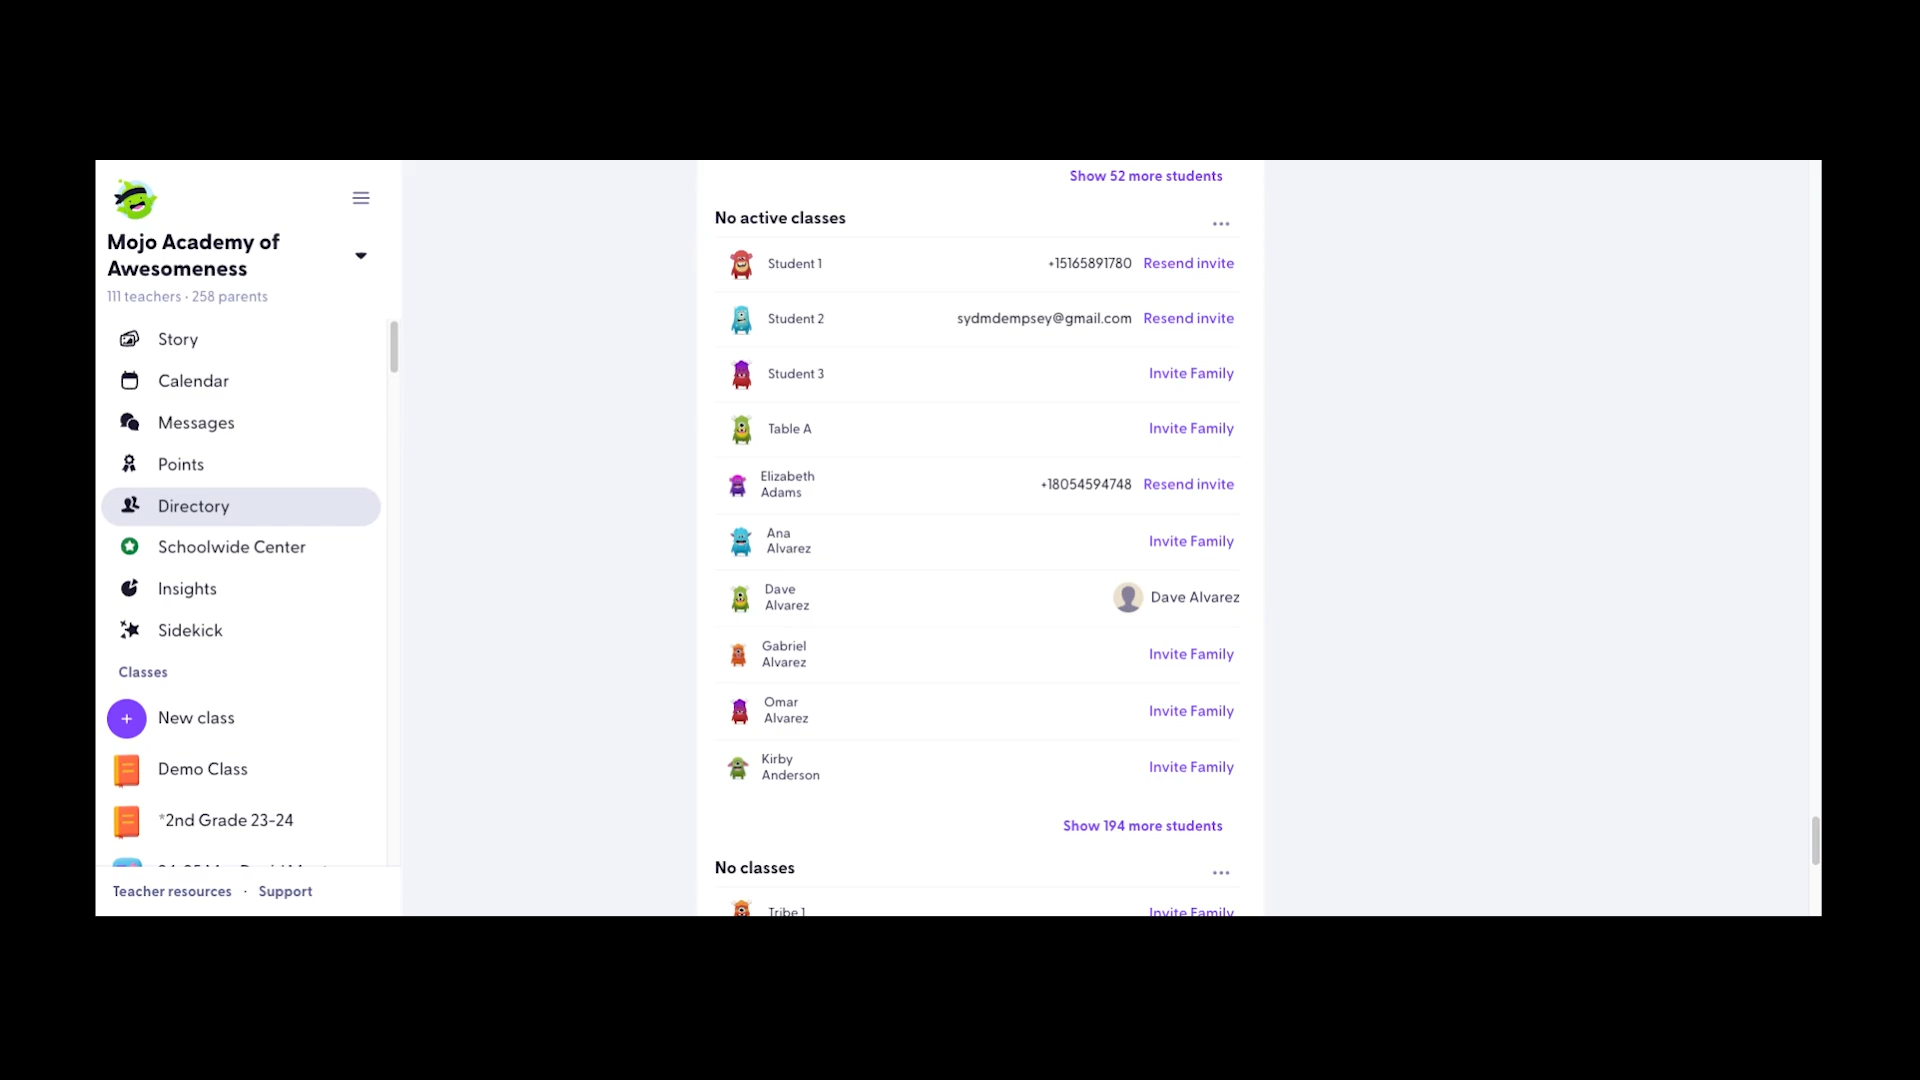 Mojo Academy of
Awesomeness
111 teachers · 258 parents
Story
Calendar
Messages
Points
Directory
Schoolwide Center
Insights
Sidekick
Classes
New class
Demo Class
*2nd Grade 23-24
Teacher resources · Support
Show 52 more students
No active classes
Student 1 +15165891780 Resend invite
Student 2 sydmdempsey@gmail.com Resend invite
Student 3 Invite Family
Table A Invite Family
Elizabeth
Adams +18054594748 Resend invite
Ana
Alvarez Invite Family
Dave
Alvarez Dave Alvarez
Gabriel
Alvarez Invite Family
Omar
Alvarez Invite Family
Kirby
Anderson Invite Family
Show 194 more students
No classes
Tribe 1 Invite Family